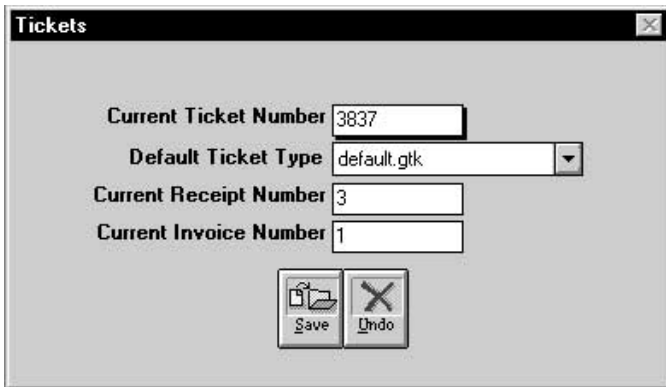 Tickets
Current Ticket Number 3837
Default Ticket Type default.gtk
Current Receipt Number 3
Current Invoice Number 1
Save Undo